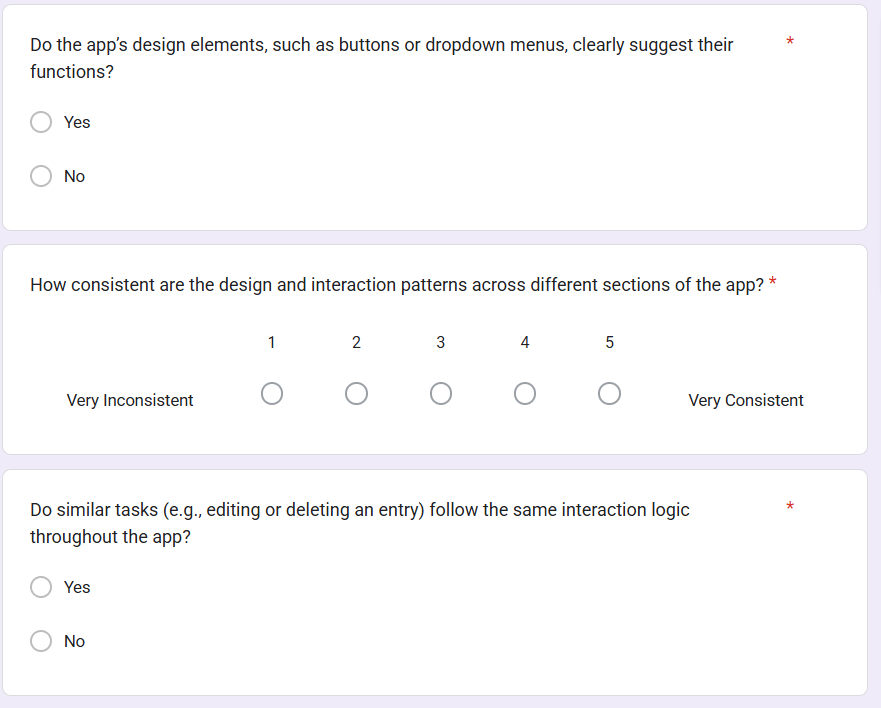 Do the app’s design elements, such as buttons or dropdown menus, clearly suggest their *
functions?
Yes
No
How consistent are the design and interaction patterns across different sections of the app? *
1 2 3 4 5
Very Inconsistent Very Consistent
Do similar tasks (e.g., editing or deleting an entry) follow the same interaction logic *
throughout the app?
Yes
No